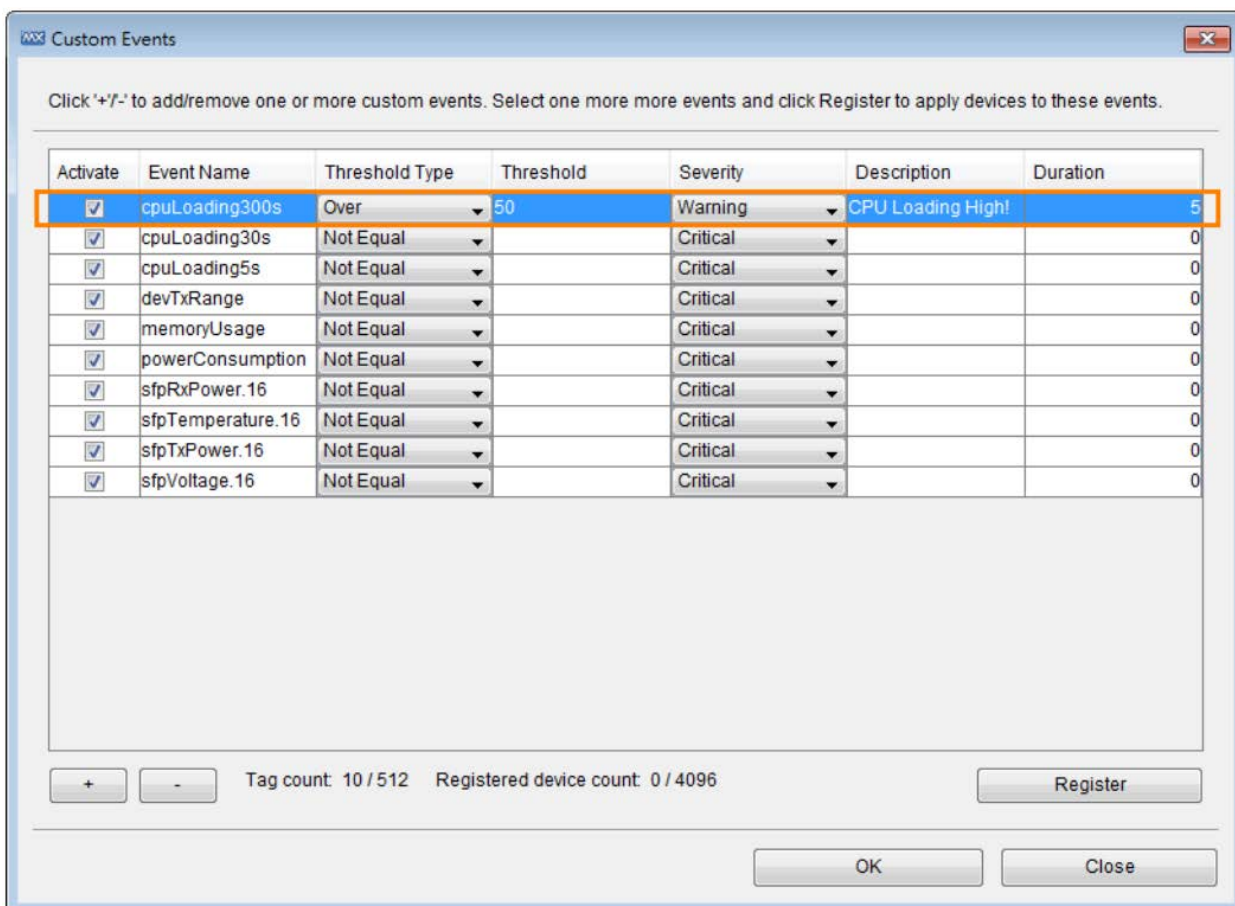 Custom Events
Click '+'/'-' to add/remove one or more custom events. Select one more more events and click Register to apply devices to these events.
Activate Event Name Threshold Type Threshold Severity Description Duration
cpuLoading300s Over 50 Warning CPU Loading High! 5
cpuLoading30s Not Equal Critical 0
cpuLoading5s Not Equal Critical 0
devTxRange Not Equal Critical 0
memoryUsage Not Equal Critical 0
powerConsumption Not Equal Critical 0
sfpRxPower.16 Not Equal Critical 0
sfpTemperature.16 Not Equal Critical 0
sfpTxPower.16 Not Equal Critical 0
sfpVoltage.16 Not Equal Critical 0
+ - Tag count: 10 / 512 Registered device count: 0 / 4096 Register
OK Close